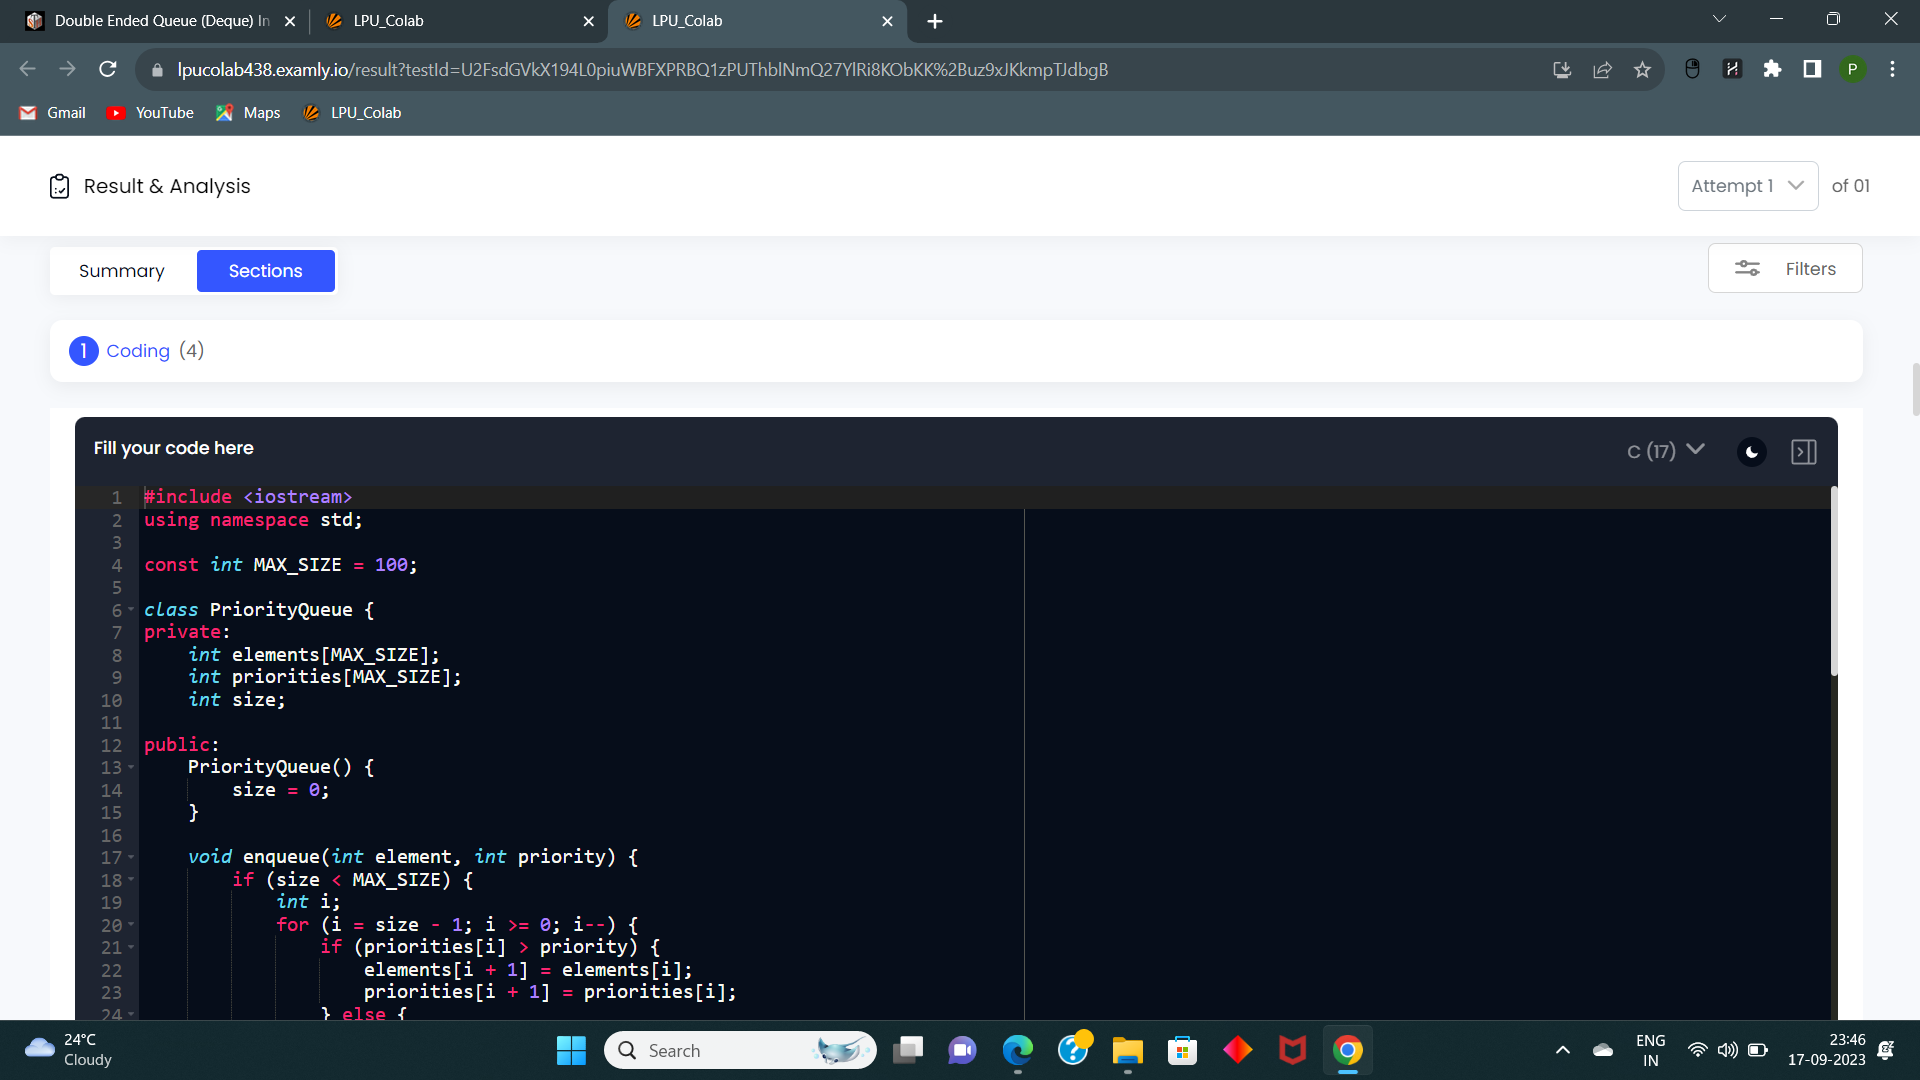 Double Ended Queue (Deque) In
LPU_Colab
LPU_Colab
lpucolab438.examly.io/result?testId=U2FsdGVkX194L0piuWBFXPRBQ1zPUThblNmQ27YlRi8KObKK%2Buz9xJKkmpTJdbgB
P
Gmail
YouTube
Maps
LPU_Colab
Result & Analysis
Attempt 1
of 01
Summary
Sections
Filters
1 Coding (4)
Fill your code here
C (17)
1 #include <iostream>
2 using namespace std;
3
4 const int MAX_SIZE = 100;
5
6 class PriorityQueue {
7 private:
8 int elements[MAX_SIZE];
9 int priorities[MAX_SIZE];
10 int size;
11
12 public:
13 PriorityQueue() {
14 size = 0;
15 }
16
17 void enqueue(int element, int priority) {
18 if (size < MAX_SIZE) {
19 int i;
20 for (i = size - 1; i >= 0; i--) {
21 if (priorities[i] > priority) {
22 elements[i + 1] = elements[i];
23 priorities[i + 1] = priorities[i];
24 } else {
24°C
Cloudy
Search
ENG
IN
23:46
17-09-2023